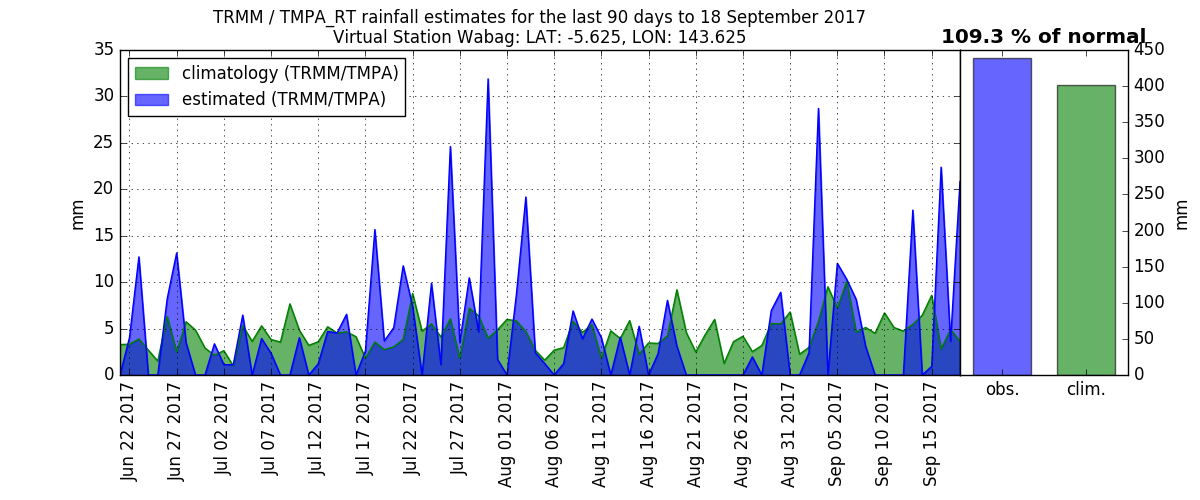 TRMM / TMPA_RT rainfall estimates for the last 90 days to 18 September 2017
Virtual Station Wabag: LAT: -5.625, LON: 143.625
109.3 % of normal
climatology (TRMM/TMPA)
estimated (TRMM/TMPA)
mm
35
30
25
20
15
10
5
0
Jun 22 2017
Jun 27 2017
Jul 02 2017
Jul 07 2017
Jul 12 2017
Jul 17 2017
Jul 22 2017
Jul 27 2017
Aug 01 2017
Aug 06 2017
Aug 11 2017
Aug 16 2017
Aug 21 2017
Aug 26 2017
Aug 31 2017
Sep 05 2017
Sep 10 2017
Sep 15 2017
obs.
clim.
450
400
350
300
250
200
150
100
50
0
mm